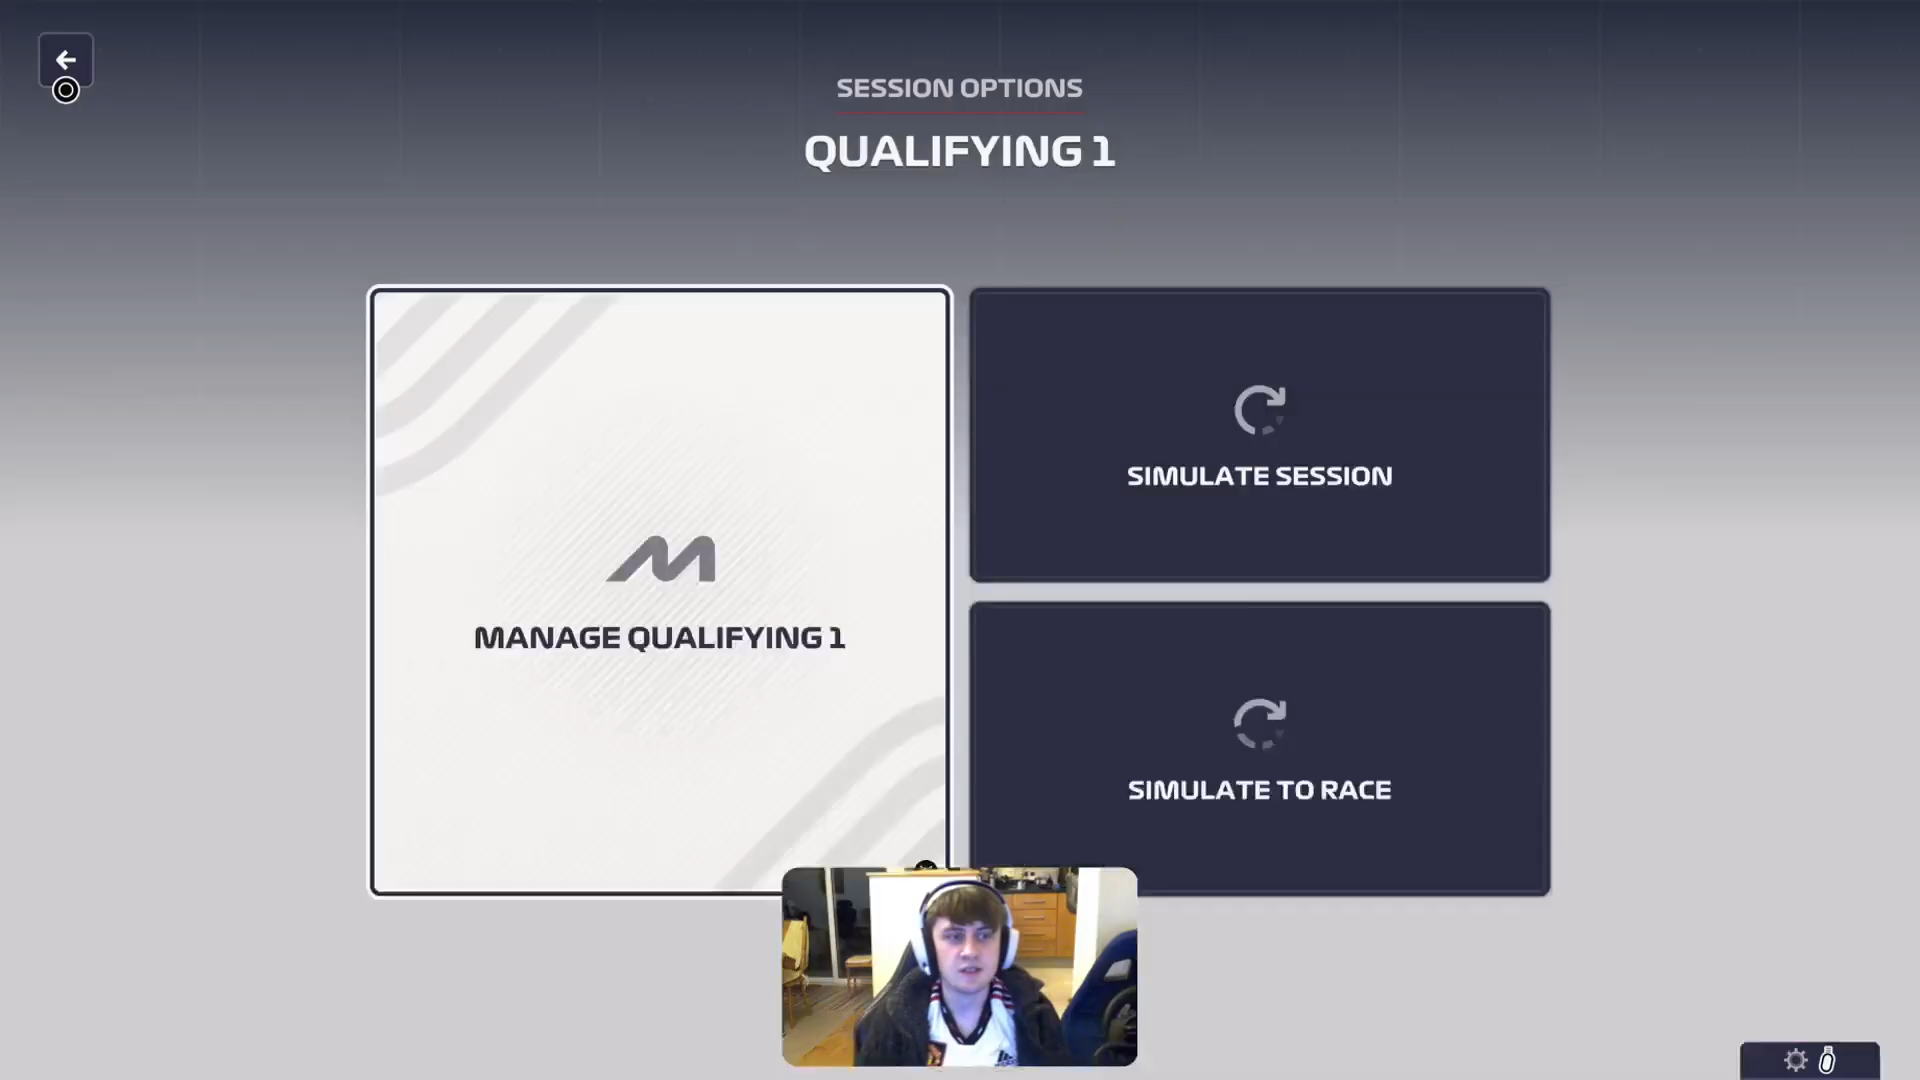 SESSION OPTIONS
QUALIFYING 1
MANAGE QUALIFYING 1
SIMULATE SESSION
SIMULATE TO RACE